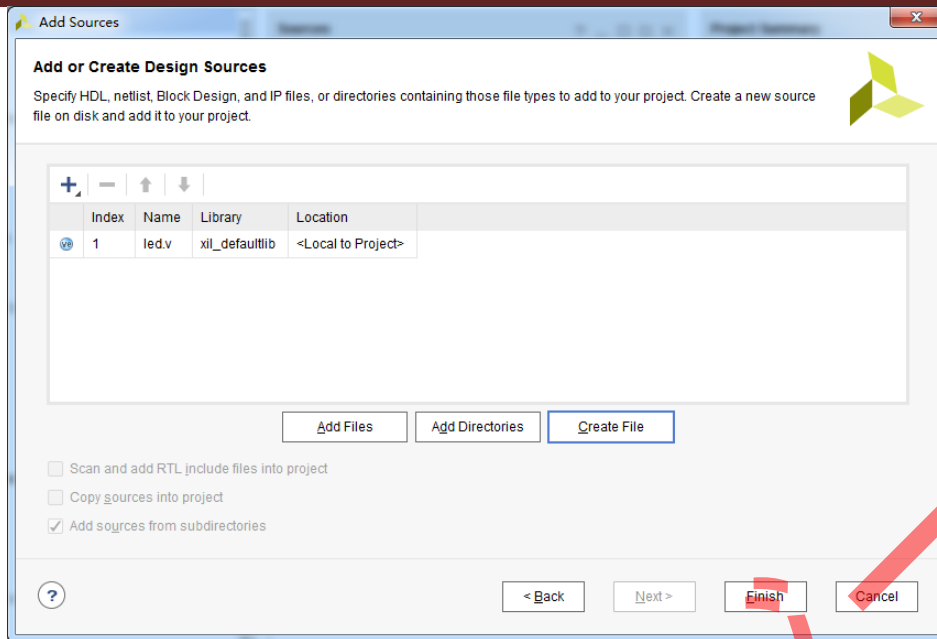 Add Sources
Sources
Project Summary
Add or Create Design Sources
Specify HDL, netlist, Block Design, and IP files, or directories containing those file types to add to your project. Create a new source
file on disk and add it to your project.
Index Name Library Location
1 led.v xil_defaultlib <Local to Project>
Add Files Add Directories Create File
Scan and add RTL include files into project
Copy sources into project
Add sources from subdirectories
? < Back Next > Finish Cancel